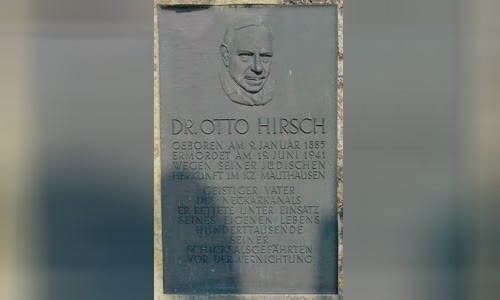 DR. OTTO HIRSCH
GEBOREN AM 9. JANUAR 1885
ERMORDET AM 19. JUNI 1941
WEGEN SEINER JÜDISCHEN
HERKUNFT IM KZ MAUTHAUSEN
GEISTIGER VATER
DES NECKARKANALS
ER RETTETE UNTER EINSATZ
SEINES EIGENEN LEBENS
HUNDERTTAUSENDE
SEINER
SCHICKSALSGEFÄHRTEN
VOR DER VERNICHTUNG